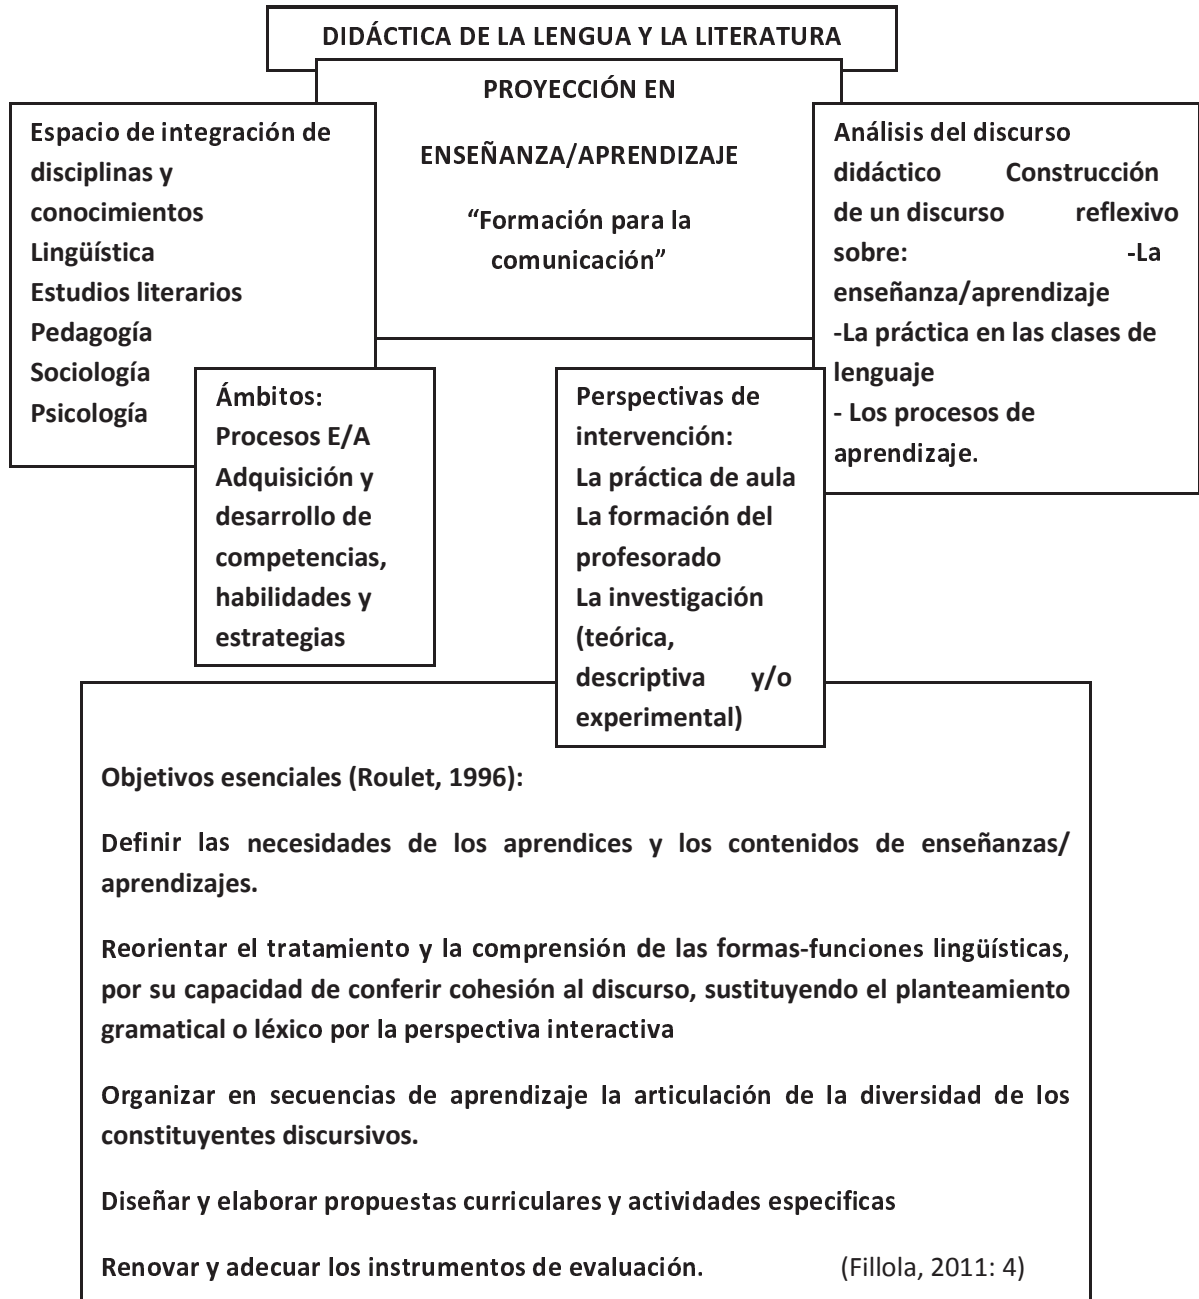 DIDÁCTICA DE LA LENGUA Y LA LITERATURA
PROYECCIÓN EN
ENSEÑANZA/APRENDIZAJE
“Formación para la
comunicación”
Espacio de integración de
disciplinas y
conocimientos
Lingüística
Estudios literarios
Pedagogía
Sociología
Psicología
Análisis del discurso
didáctico Construcción
de un discurso reflexivo
sobre: -La
enseñanza/aprendizaje
-La práctica en las clases de
lenguaje
- Los procesos de
aprendizaje.
Ámbitos:
Procesos E/A
Adquisición y
desarrollo de
competencias,
habilidades y
estrategias
Perspectivas de
intervención:
La práctica de aula
La formación del
profesorado
La investigación
(teórica,
descriptiva y/o
experimental)
Objetivos esenciales (Roulet, 1996):
Definir las necesidades de los aprendices y los contenidos de enseñanzas/
aprendizajes.
Reorientar el tratamiento y la comprensión de las formas-funciones lingüísticas,
por su capacidad de conferir cohesión al discurso, sustituyendo el planteamiento
gramatical o léxico por la perspectiva interactiva
Organizar en secuencias de aprendizaje la articulación de la diversidad de los
constituyentes discursivos.
Diseñar y elaborar propuestas curriculares y actividades especificas
Renovar y adecuar los instrumentos de evaluación. (Fillola, 2011: 4)